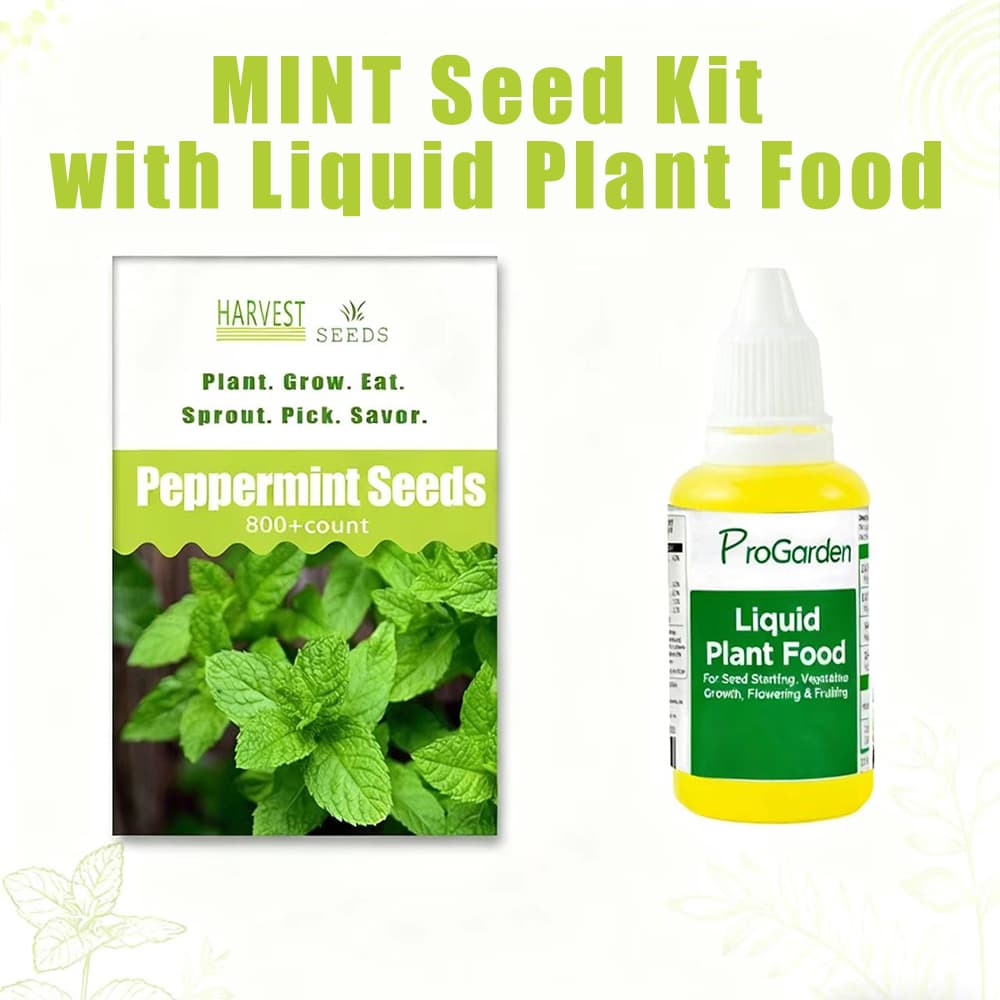 MINT Seed Kit
with Liquid Plant Food
HARVEST
SEEDS
Plant. Grow. Eat.
Sprout. Pick. Savor.
Peppermint Seeds
800+count
ProGarden
Liquid
Plant Food
For Seed Starting, Vegetative
Growth, Flowering & Fruiting